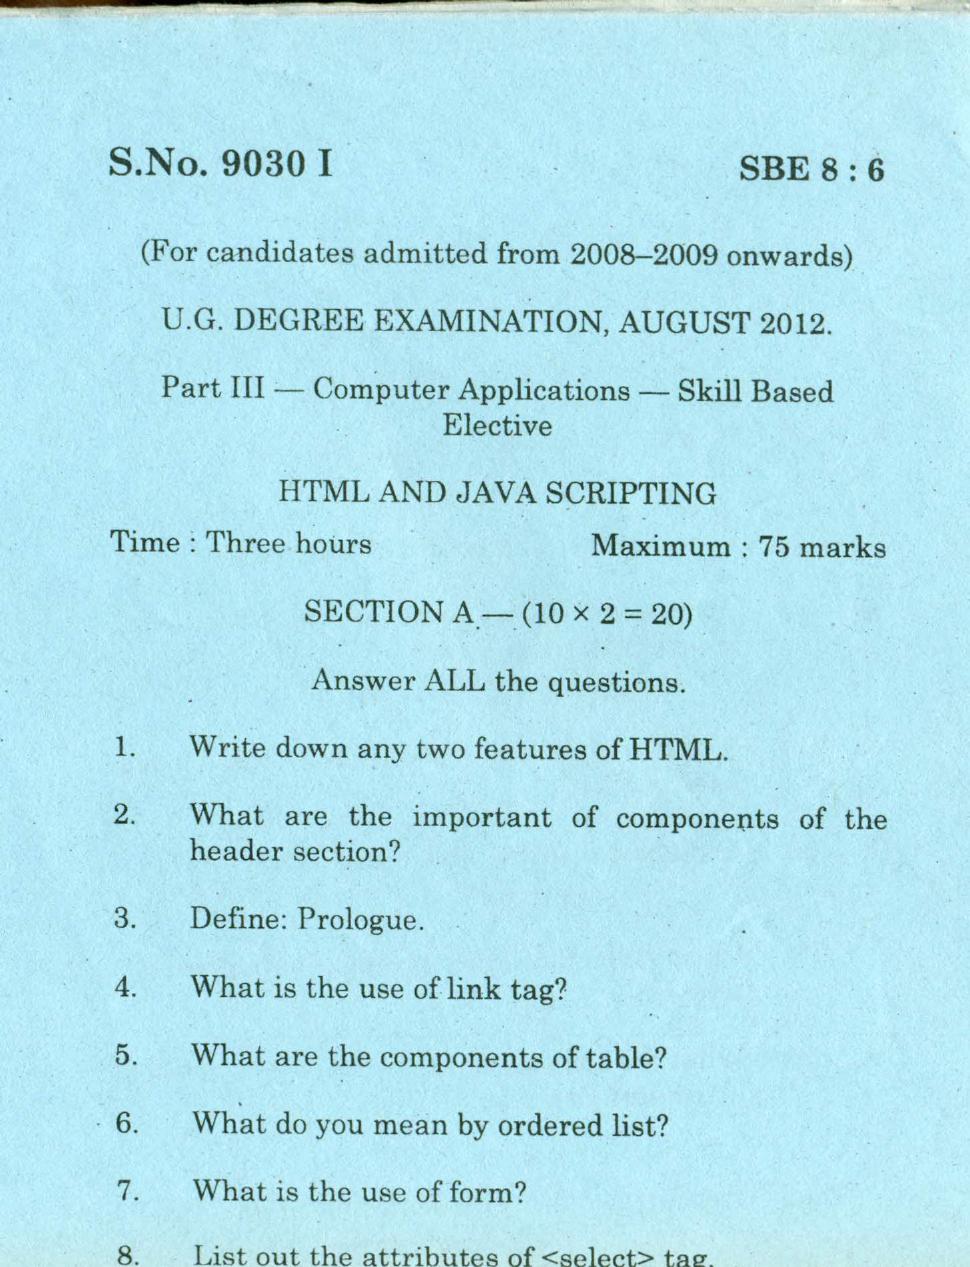 S.No. 9030 I SBE 8 : 6
(For candidates admitted from 2008–2009 onwards)
U.G. DEGREE EXAMINATION, AUGUST 2012.
Part III — Computer Applications — Skill Based
Elective
HTML AND JAVA SCRIPTING
Time : Three hours Maximum : 75 marks
SECTION A — (10 × 2 = 20)
Answer ALL the questions.
1. Write down any two features of HTML.
2. What are the important of components of the
header section?
3. Define: Prologue.
4. What is the use of link tag?
5. What are the components of table?
6. What do you mean by ordered list?
7. What is the use of form?
8. List out the attributes of <select> tag.